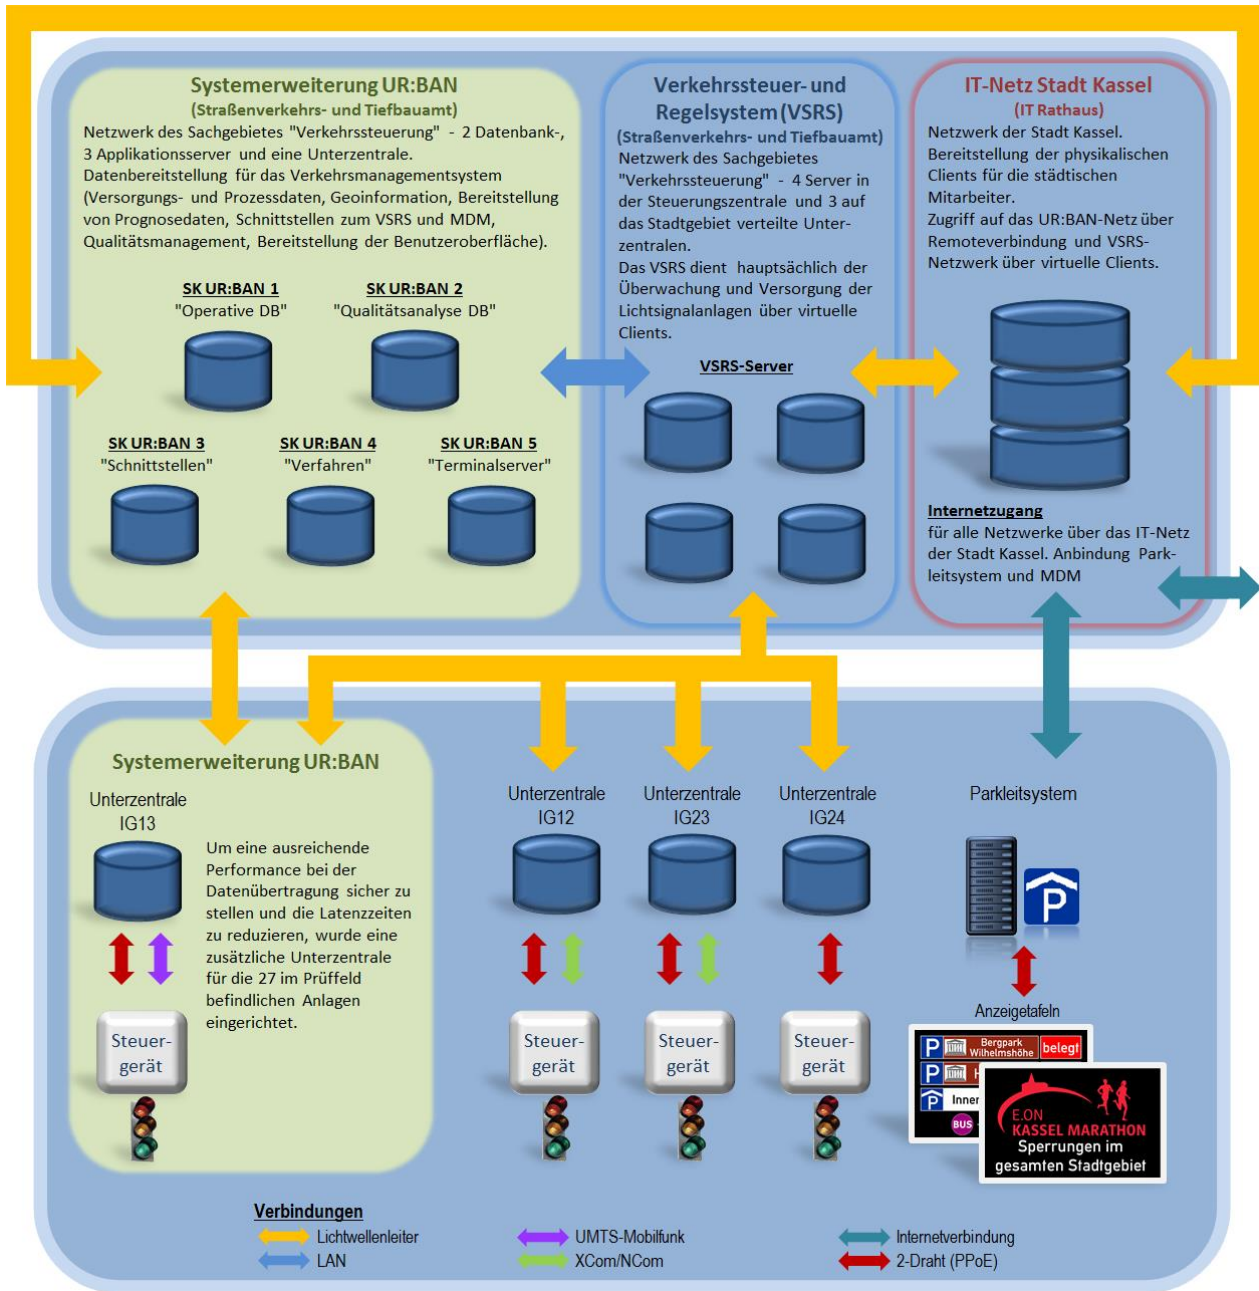 Systemerweiterung UR:BAN
(Straßenverkehrs- und Tiefbauamt)
Netzwerk des Sachgebietes "Verkehrssteuerung" - 2 Datenbank-,
3 Applikationsserver und eine Unterzentrale.
Datenbereitstellung für das Verkehrsmanagementsystem
(Versorgungs- und Prozessdaten, Geoinformation, Bereitstellung
von Prognosedaten, Schnittstellen zum VSRS und MDM,
Qualitätsmanagement, Bereitstellung der Benutzeroberfläche).
SK UR:BAN 1
"Operative DB"
SK UR:BAN 2
"Qualitätsanalyse DB"
SK UR:BAN 3
"Schnittstellen"
SK UR:BAN 4
"Verfahren"
SK UR:BAN 5
"Terminalserver"
Verkehrssteuer- und
Regelsystem (VSRS)
(Straßenverkehrs- und Tiefbauamt)
Netzwerk des Sachgebietes
"Verkehrssteuerung" - 4 Server in
der Steuerungszentrale und 3 auf
das Stadtgebiet verteilte Unter-
zentralen.
Das VSRS dient hauptsächlich der
Überwachung und Versorgung der
Lichtsignalanlagen über virtuelle
Clients.
VSRS-Server
IT-Netz Stadt Kassel
(IT Rathaus)
Netzwerk der Stadt Kassel.
Bereitstellung der physikalischen
Clients für die städtischen
Mitarbeiter.
Zugriff auf das UR:BAN-Netz über
Remoteverbindung und VSRS-
Netzwerk über virtuelle Clients.
Internetzugang
für alle Netzwerke über das IT-Netz
der Stadt Kassel. Anbindung Park-
leitsystem und MDM
Systemerweiterung UR:BAN
Unterzentrale
IG13
Um eine ausreichende
Performance bei der
Datenübertragung sicher zu
stellen und die Latenzzeiten
zu reduzieren, wurde eine
zusätzliche Unterzentrale
für die 27 im Prüffeld
befindlichen Anlagen
eingerichtet.
Steuer-
gerät
Unterzentrale
IG12
Steuer-
gerät
Unterzentrale
IG23
Steuer-
gerät
Unterzentrale
IG24
Steuer-
gerät
Parkleitsystem
P
Anzeigetafeln
P Bergpark
Wilhelmshöhe belegt
P H
P Inner
BUS
E.ON
KASSEL MARATHON
Sperrungen im
gesamten Stadtgebiet
Verbindungen
Lichtwellenleiter
LAN
UMTS-Mobilfunk
XCom/NCom
Internetverbindung
2-Draht (PPoE)